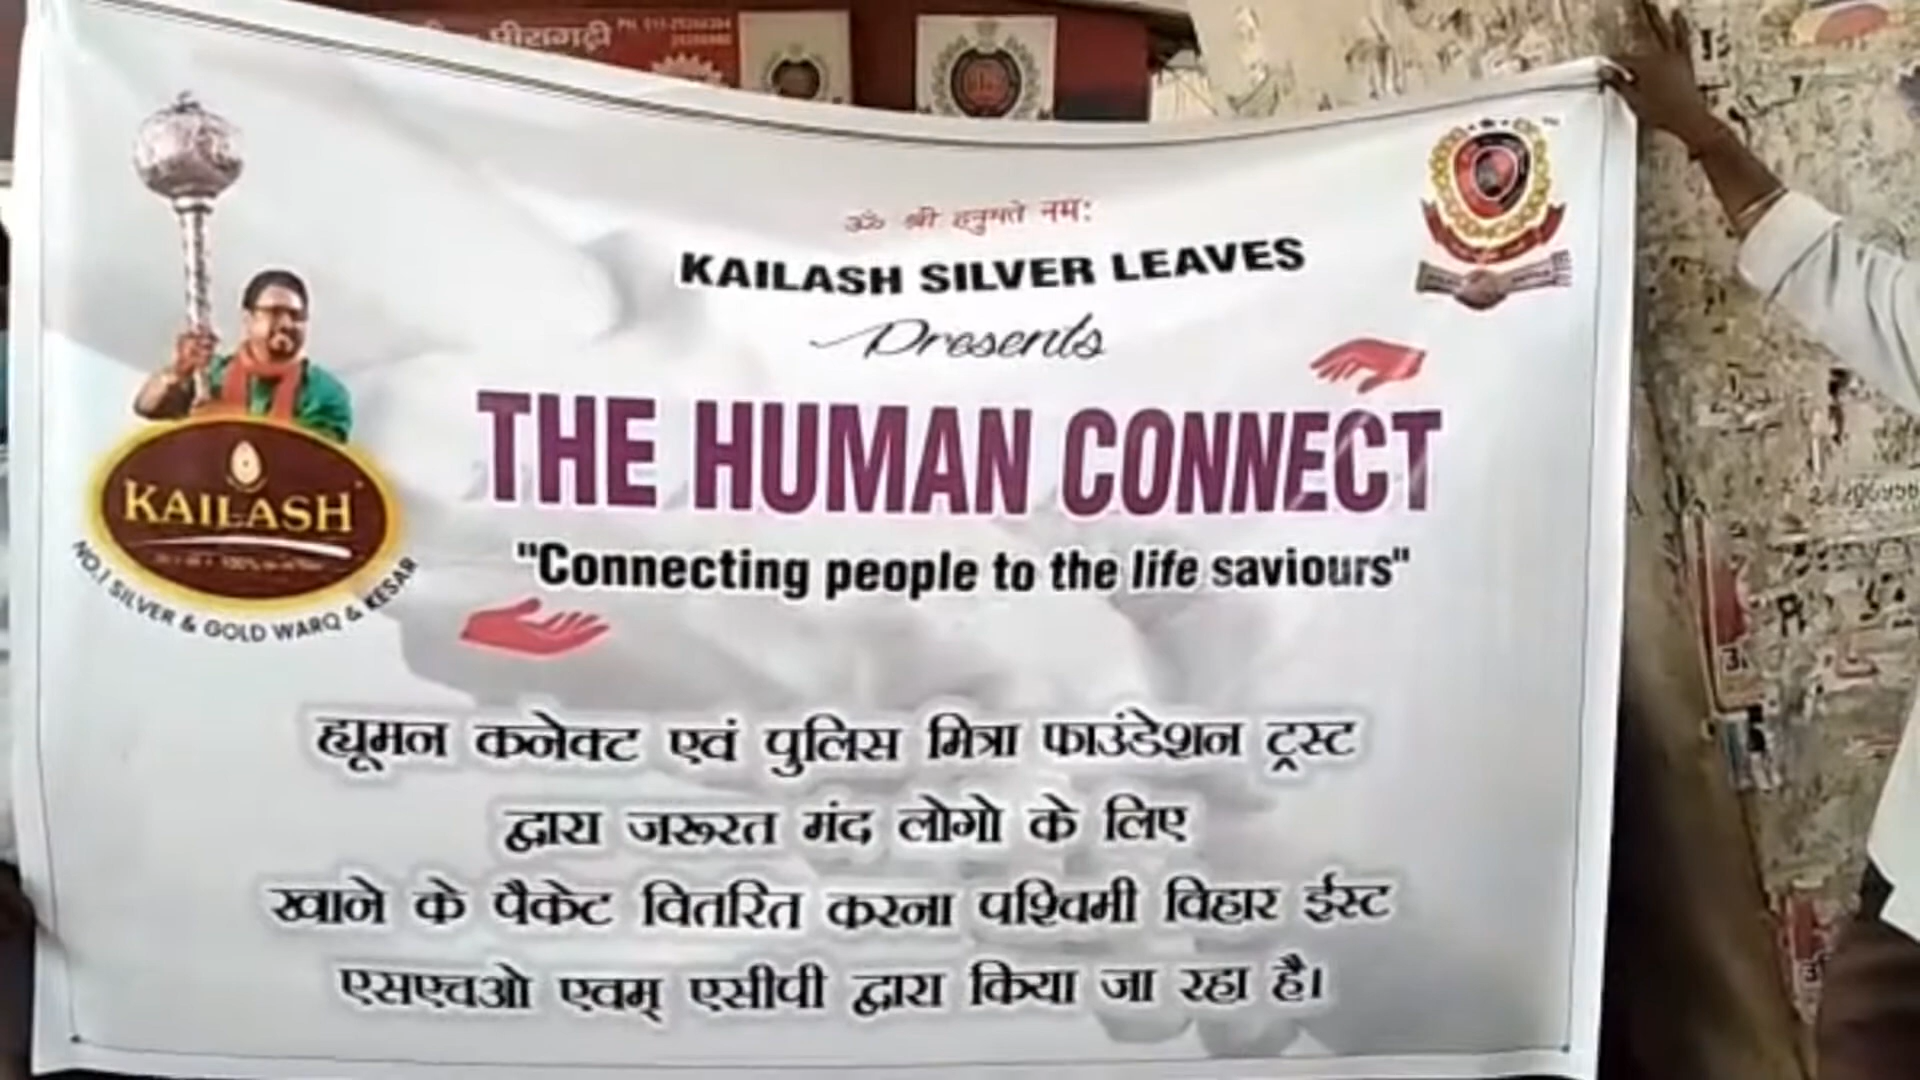 पीरागढ़ी
ॐ श्री हनुमते नम:
KAILASH SILVER LEAVES
Presents
THE HUMAN CONNECT
"Connecting people to the life saviours"
KAILASH
NO.1 SILVER & GOLD WARQ & KESAR
ह्यूमन कनेक्ट एवं पुलिस मित्रा फाउंडेशन ट्रस्ट
द्वारा जरूरत मंद लोगो के लिए
खाने के पैकेट वितरित करना पश्चिमी विहार ईस्ट
एसएचओ एवम् एसीपी द्वारा किया जा रहा है।